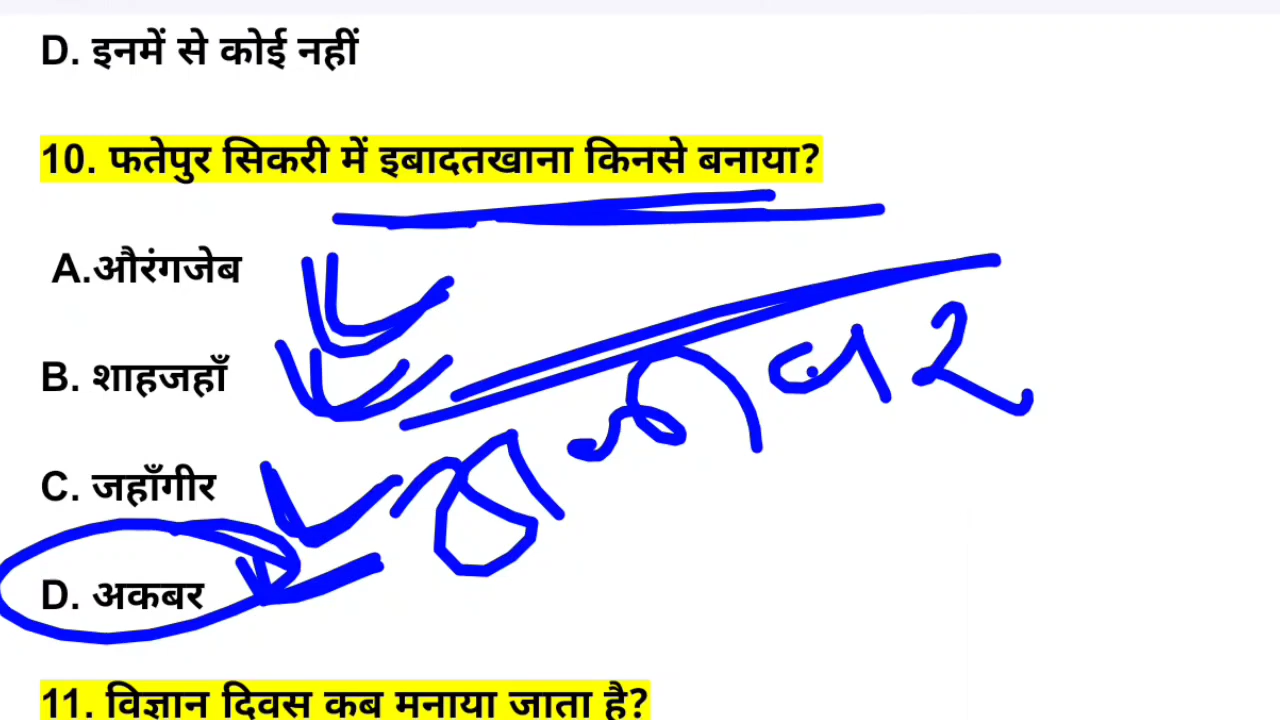 D. इनमें से कोई नहीं
10. फतेपुर सिकरी में इबादतखाना किनसे बनाया?
A.औरंगजेब
B. शाहजहाँ
C. जहाँगीर
D. अकबर
11. विज्ञान दिवस कब मनाया जाता है?